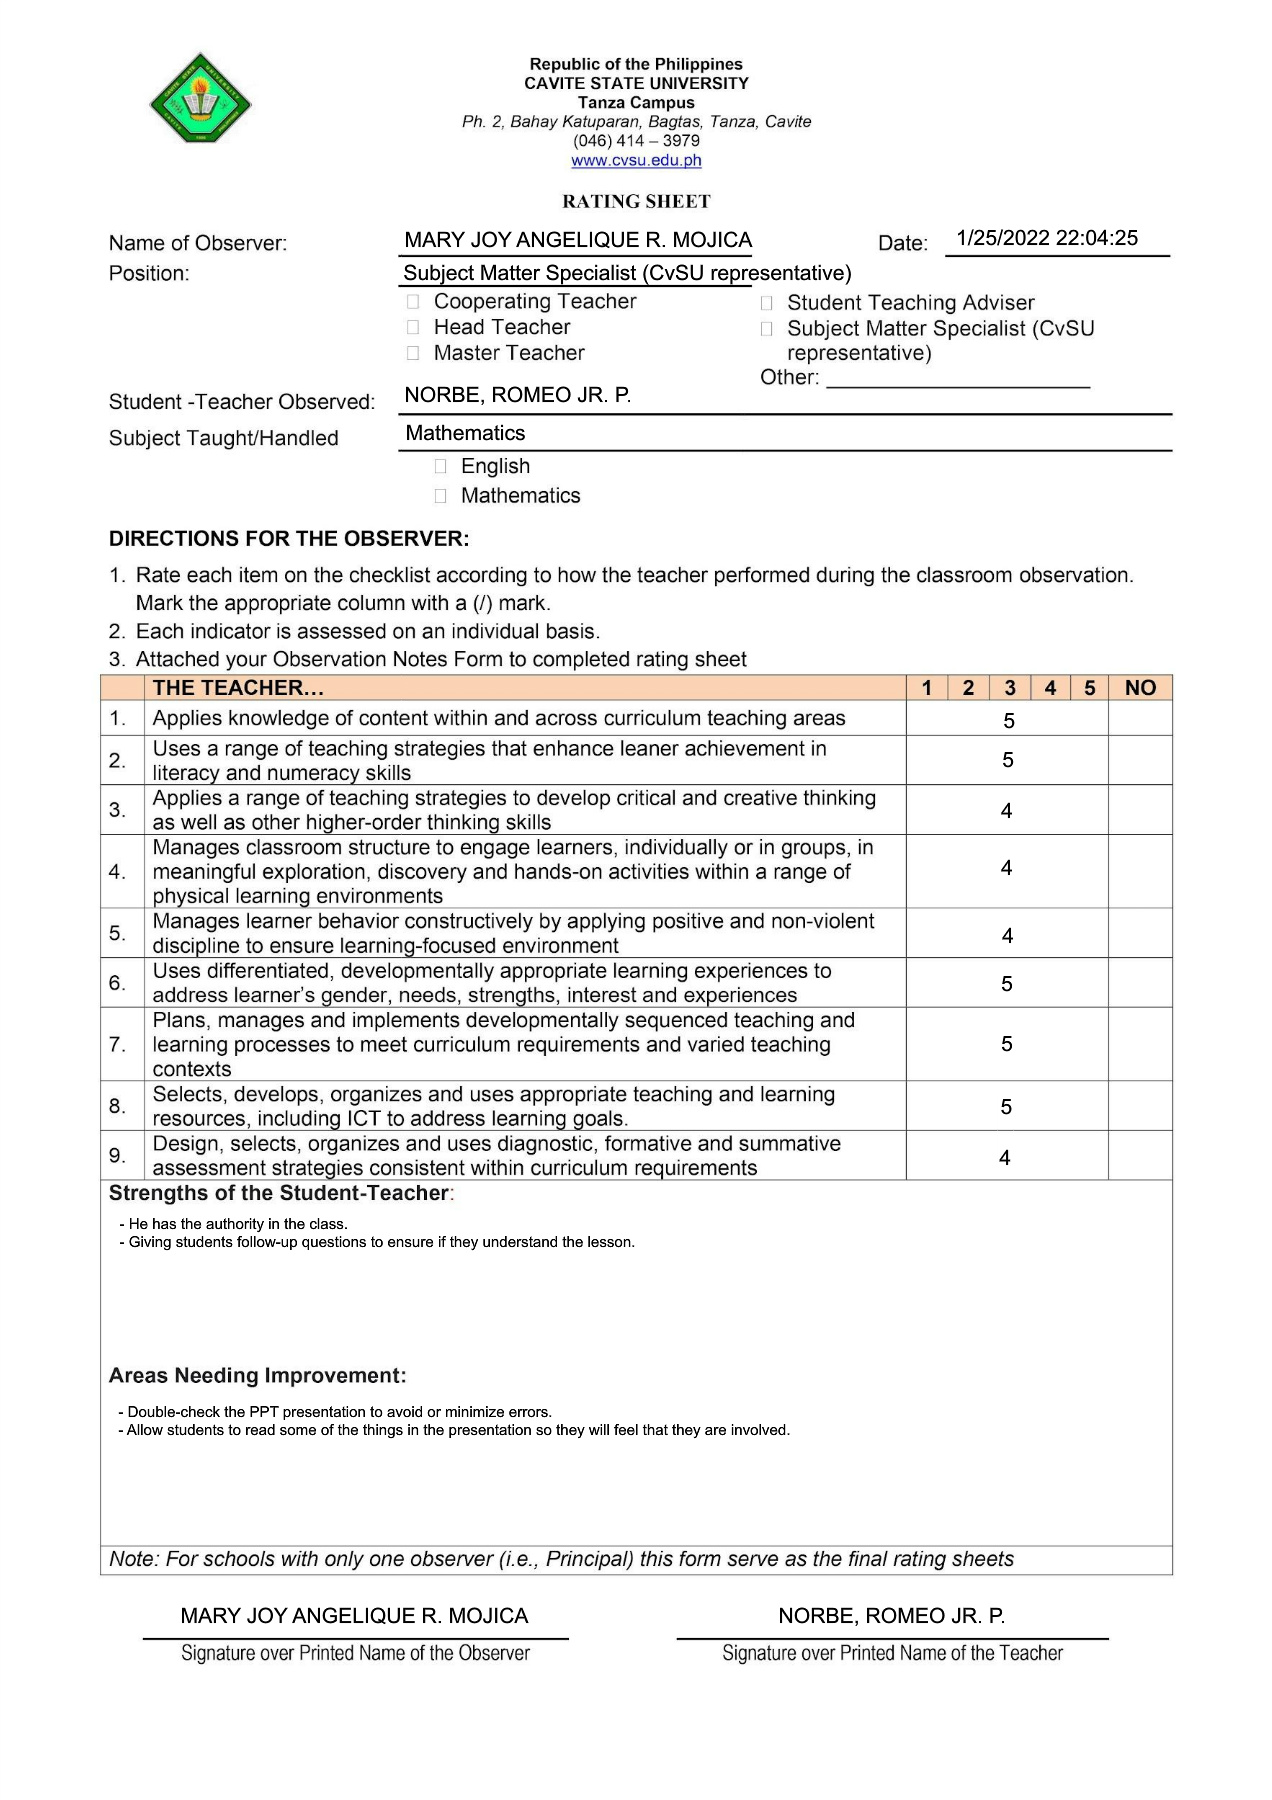 Republic of the Philippines
CAVITE STATE UNIVERSITY
Tanza Campus
Ph. 2, Bahay Katuparan, Bagtas, Tanza, Cavite
(046) 414 – 3979
www.cvsu.edu.ph
RATING SHEET
Name of Observer: MARY JOY ANGELIQUE R. MOJICA Date: 1/25/2022 22:04:25
Position: Subject Matter Specialist (CvSU representative)
Cooperating Teacher
Head Teacher
Master Teacher
Student Teaching Adviser
Subject Matter Specialist (CvSU
representative)
Other:
Student -Teacher Observed: NORBE, ROMEO JR. P.
Subject Taught/Handled Mathematics
English
Mathematics
DIRECTIONS FOR THE OBSERVER:
1. Rate each item on the checklist according to how the teacher performed during the classroom observation.
Mark the appropriate column with a (/) mark.
2. Each indicator is assessed on an individual basis.
3. Attached your Observation Notes Form to completed rating sheet
THE TEACHER… 1 2 3 4 5 NO
1. Applies knowledge of content within and across curriculum teaching areas 5
2. Uses a range of teaching strategies that enhance leaner achievement in
literacy and numeracy skills 5
3. Applies a range of teaching strategies to develop critical and creative thinking
as well as other higher-order thinking skills 4
4. Manages classroom structure to engage learners, individually or in groups, in
meaningful exploration, discovery and hands-on activities within a range of
physical learning environments 4
5. Manages learner behavior constructively by applying positive and non-violent
discipline to ensure learning-focused environment 4
6. Uses differentiated, developmentally appropriate learning experiences to
address learner's gender, needs, strengths, interest and experiences 5
7. Plans, manages and implements developmentally sequenced teaching and
learning processes to meet curriculum requirements and varied teaching
contexts 5
8. Selects, develops, organizes and uses appropriate teaching and learning
resources, including ICT to address learning goals. 5
9. Design, selects, organizes and uses diagnostic, formative and summative
assessment strategies consistent within curriculum requirements 4
Strengths of the Student-Teacher:
- He has the authority in the class.
- Giving students follow-up questions to ensure if they understand the lesson.
Areas Needing Improvement:
- Double-check the PPT presentation to avoid or minimize errors.
- Allow students to read some of the things in the presentation so they will feel that they are involved.
Note: For schools with only one observer (i.e., Principal) this form serve as the final rating sheets
MARY JOY ANGELIQUE R. MOJICA NORBE, ROMEO JR. P.
Signature over Printed Name of the Observer Signature over Printed Name of the Teacher